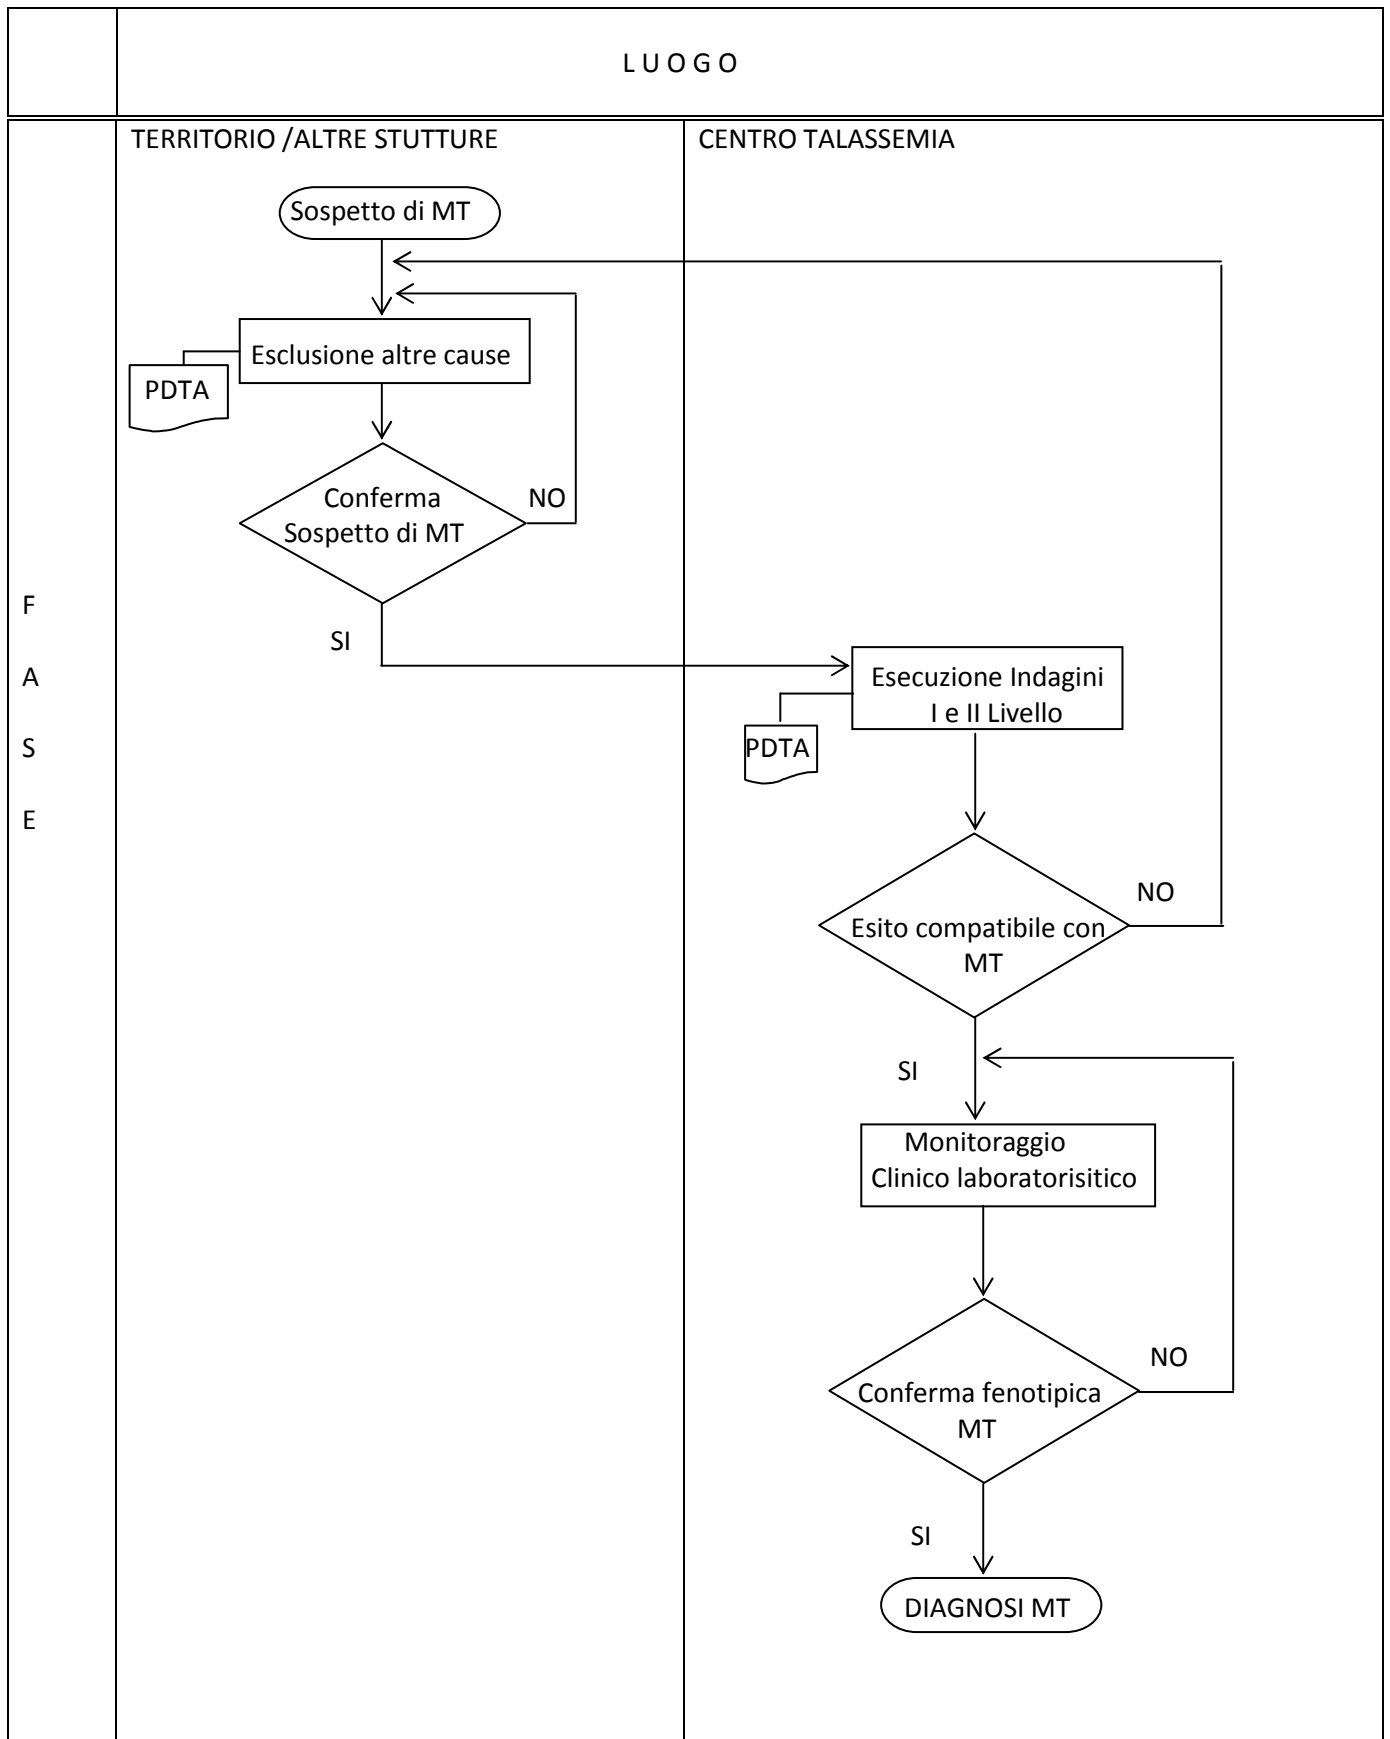 L U O G O
TERRITORIO /ALTRE STUTTURE
CENTRO TALASSEMIA
Sospetto di MT
Esclusione altre cause
PDTA
Conferma
Sospetto di MT
NO
SI
F
A
S
E
Esecuzione Indagini
I e II Livello
PDTA
Esito compatibile con
MT
NO
SI
Monitoraggio
Clinico laboratorisitico
Conferma fenotipica
MT
NO
SI
DIAGNOSI MT